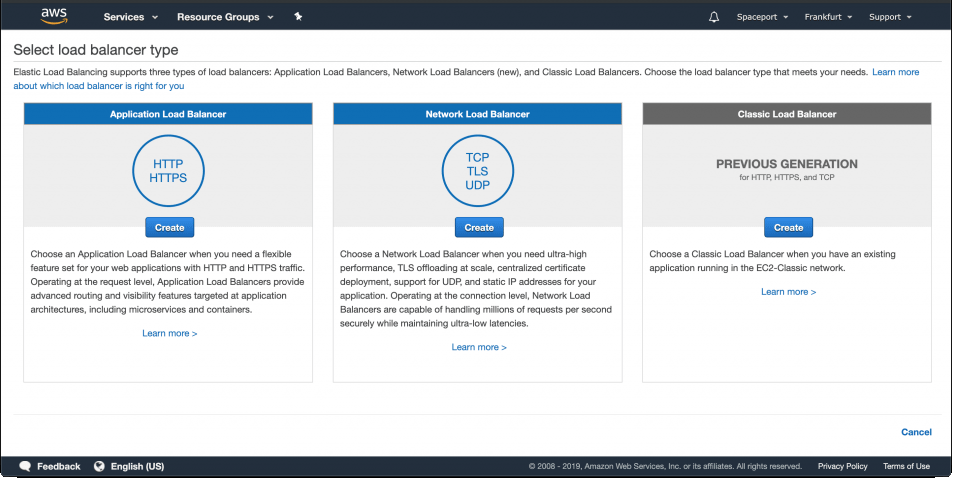 aws Services Resource Groups Spaceport Frankfurt Support
Select load balancer type
Elastic Load Balancing supports three types of load balancers: Application Load Balancers, Network Load Balancers (new), and Classic Load Balancers. Choose the load balancer type that meets your needs. Learn more
about which load balancer is right for you
Application Load Balancer
HTTP
HTTPS
Create
Choose an Application Load Balancer when you need a flexible
feature set for your web applications with HTTP and HTTPS traffic.
Operating at the request level, Application Load Balancers provide
advanced routing and visibility features targeted at application
architectures, including microservices and containers.
Learn more >
Network Load Balancer
TCP
TLS
UDP
Create
Choose a Network Load Balancer when you need ultra-high
performance, TLS offloading at scale, centralized certificate
deployment, support for UDP, and static IP addresses for your
application. Operating at the connection level, Network Load
Balancers are capable of handling millions of requests per second
securely while maintaining ultra-low latencies.
Learn more >
Classic Load Balancer
PREVIOUS GENERATION
for HTTP, HTTPS, and TCP
Create
Choose a Classic Load Balancer when you have an existing
application running in the EC2-Classic network.
Learn more >
Cancel
Feedback English (US) © 2008 - 2019, Amazon Web Services, Inc. or its affiliates. All rights reserved. Privacy Policy Terms of Use